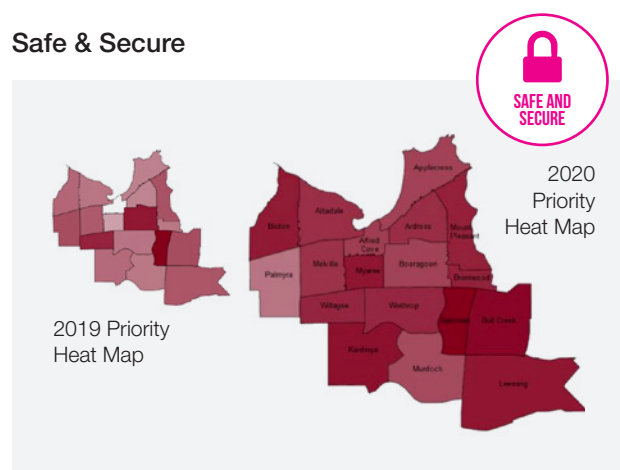 Safe & Secure
SAFE AND
SECURE
2020
Priority
Heat Map
2019 Priority
Heat Map
Applecross
Attadale
Bicton
Ardross
Mount
Pleasant
Alfred
Cove
Melville
Myaree
Booragoon
Palmyra
Brentwood
Willagee
Winthrop
Bull Creek
Kardinya
Murdoch
Leeming